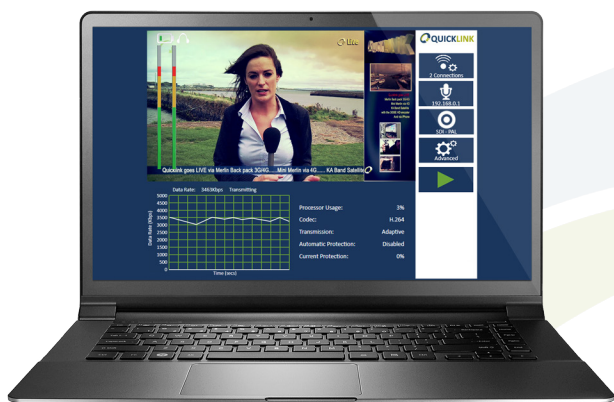 Live
QUICKLINK
2 Connections
192.168.0.1
SDI - PAL
Advanced
Quicklink goes LIVE via Merlin Back pack 3G/4G ..... Mini Merlin via 4G ...... KA Band Satellite
Data Rate: 3463Kbps Transmitting
Data Rate (Kbps)
5000
4500
4000
3500
3000
2500
2000
1500
1000
500
0
Time (secs)
Processor Usage: 3%
Codec: H.264
Transmission: Adaptive
Automatic Protection: Disabled
Current Protection: 0%